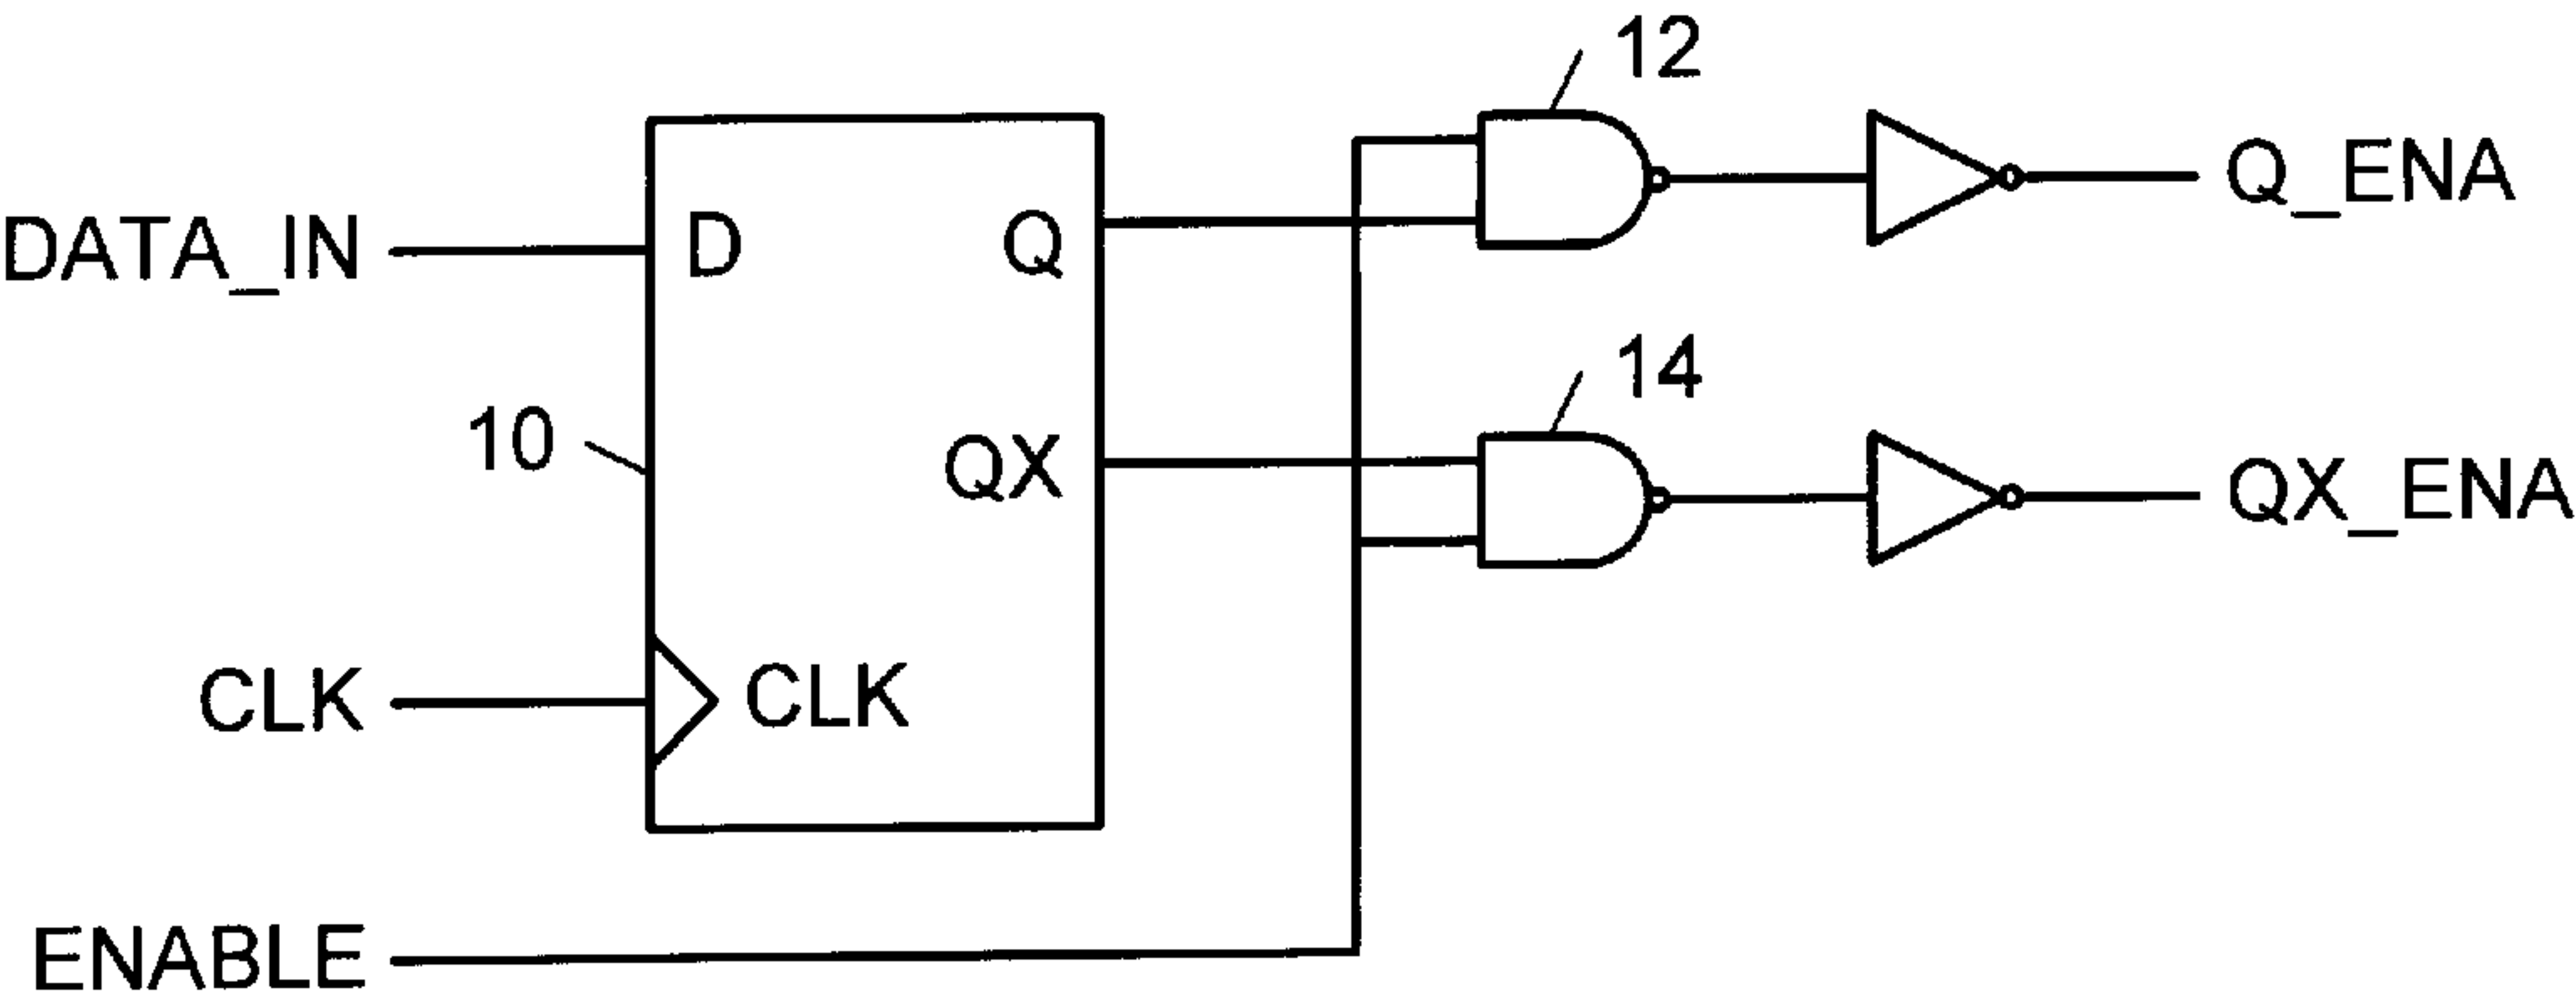 12
DATA_IN
D
Q
Q_ENA
14
10
QX
QX_ENA
CLK
CLK
ENABLE